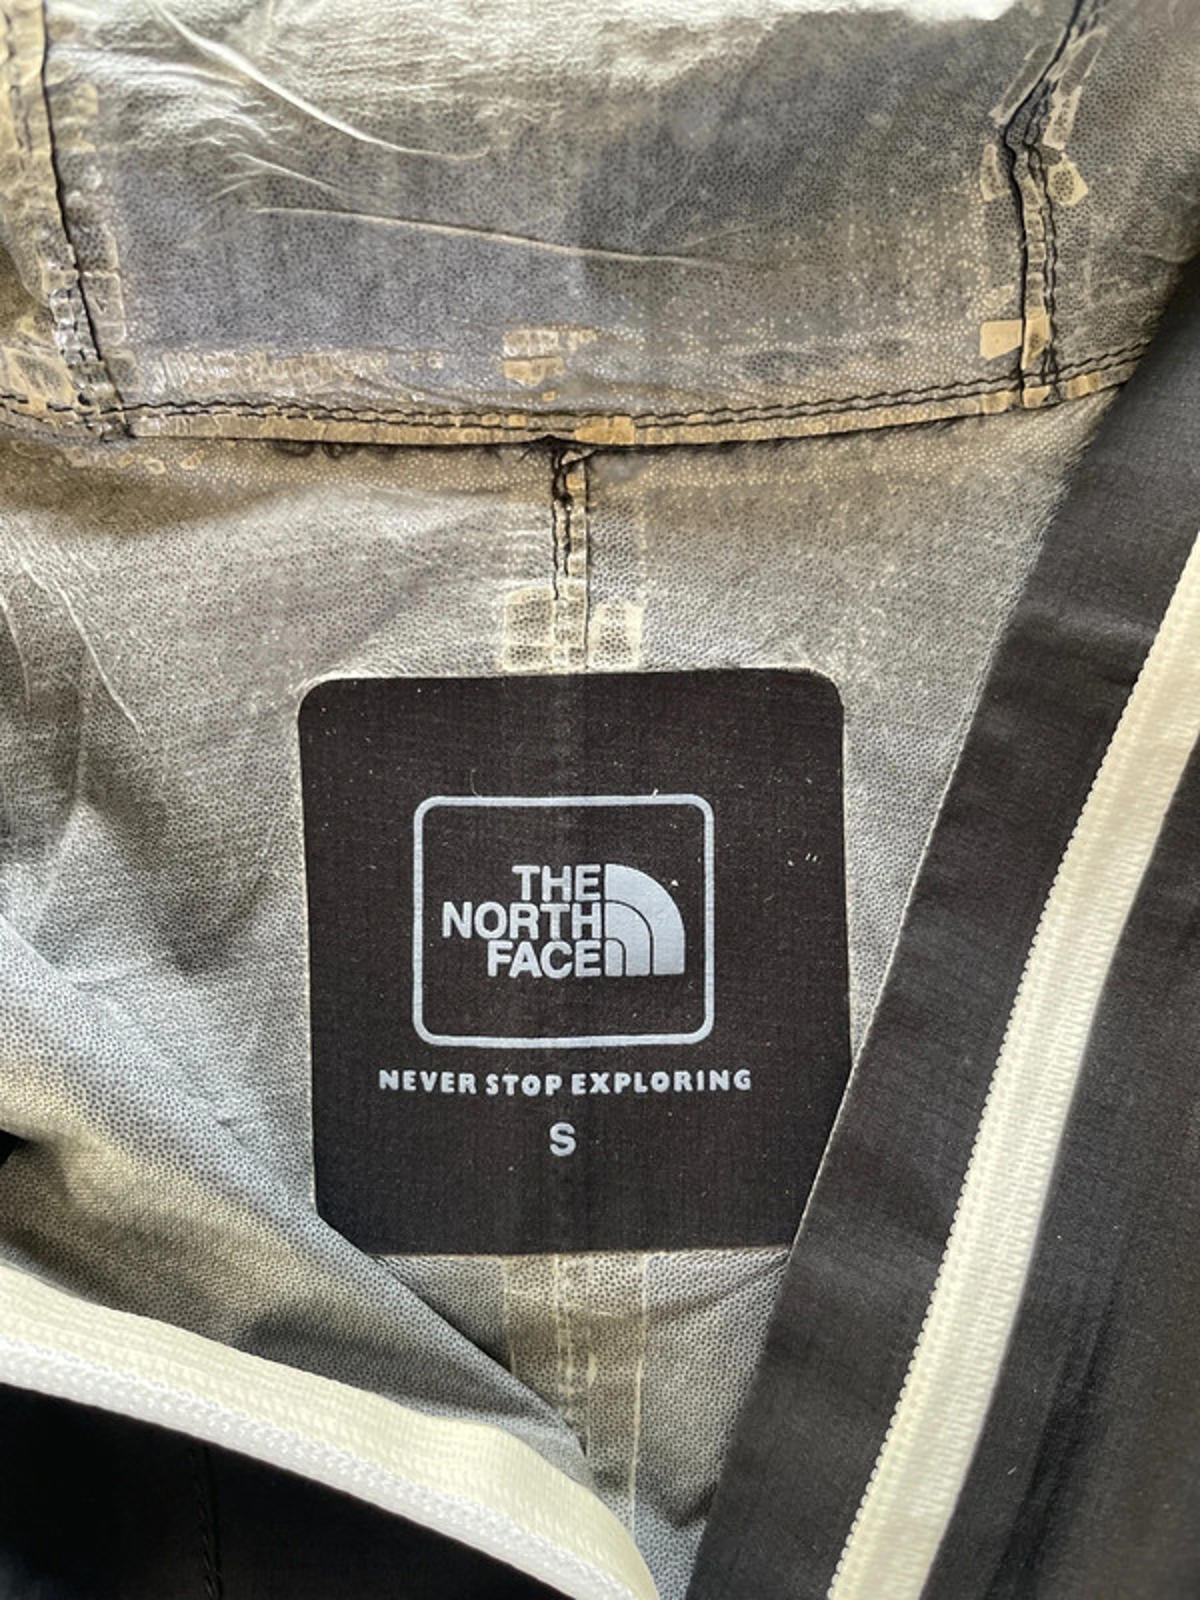 THE
NORTH
FACE
NEVER STOP EXPLORING
S